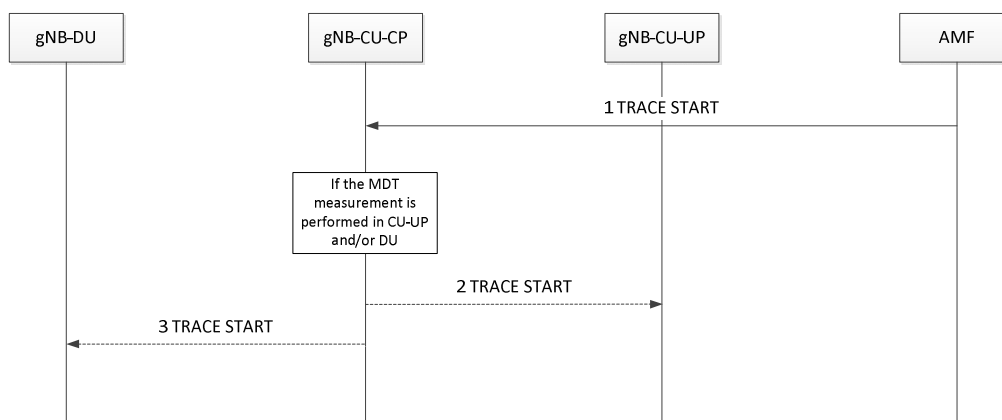 gNB-DU
gNB-CU-CP
gNB-CU-UP
AMF
1 TRACE START
If the MDT
measurement is
performed in CU-UP
and/or DU
2 TRACE START
3 TRACE START